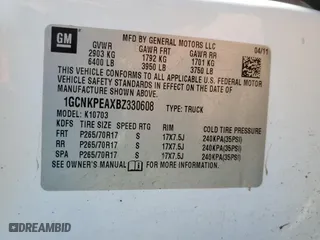 GM
MFD BY GENERAL MOTORS LLC
GVWR GAWR FRT GAWR RR 04/11
2903 KG 1792 KG 1701 KG
6400 LB 3950 LB 3750 LB
THIS VEHICLE CONFORMS TO ALL APPLICABLE U.S. FEDERAL MOTOR
VEHICLE SAFETY STANDARDS IN EFFECT ON THE DATE OF
MANUFACTURE SHOWN ABOVE.
1GCNKPEAXBZ330608 TYPE: TRUCK
MODEL: K10703
KDFS TIRE SIZE SPEED RTG RIM COLD TIRE PRESSURE
FRT P265/70R17 S 17X7.5J 240KPA(35PSI)
RR P265/70R17 S 17X7.5J 240KPA(35PSI)
SPA P265/70R17 S 17X7.5J 240KPA(35PSI)
SEE OWNER'S MANUAL FOR ADDITIONAL INFORMATION.
DREAMBID